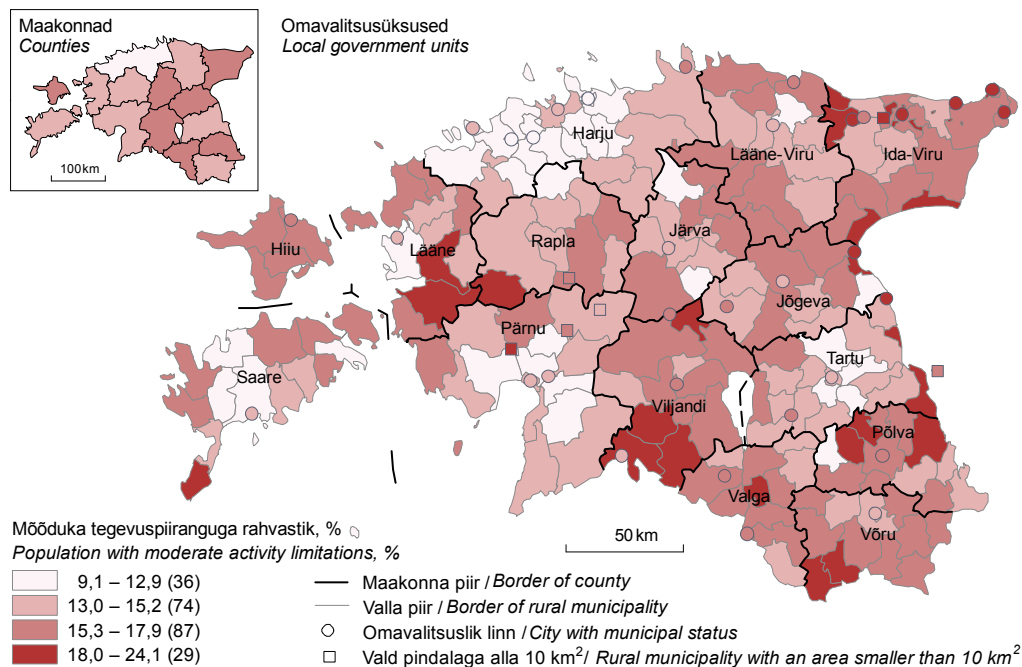 Maakonnad
Counties
100 km
Omavalitsusüksused
Local government units
Harju
Lääne-Viru
Ida-Viru
Hiiu
Lääne
Rapla
Järva
Jõgeva
Pärnu
Saare
Tartu
Viljandi
Põlva
Valga
Võru
50 km
Mõõduka tegevuspiiranguga rahvastik, %
Population with moderate activity limitations, %
9,1 – 12,9 (36)
13,0 – 15,2 (74)
15,3 – 17,9 (87)
18,0 – 24,1 (29)
Maakonna piir / Border of county
Valla piir / Border of rural municipality
Omavalitsuslik linn / City with municipal status
Vald pindalaga alla 10 km²/ Rural municipality with an area smaller than 10 km²